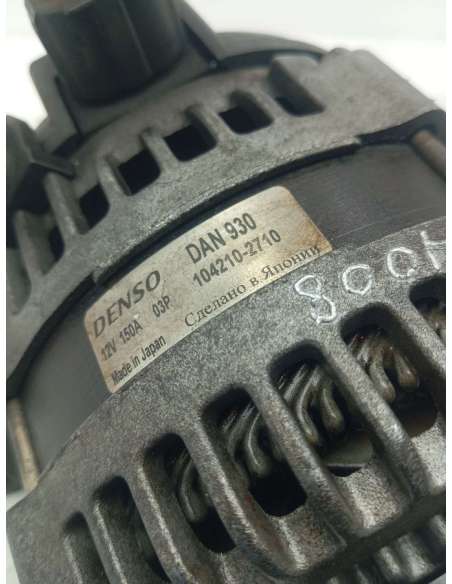 DENSO DAN 930
12V 150A 03P 104210-2710
Made in Japan Сделано в Японии